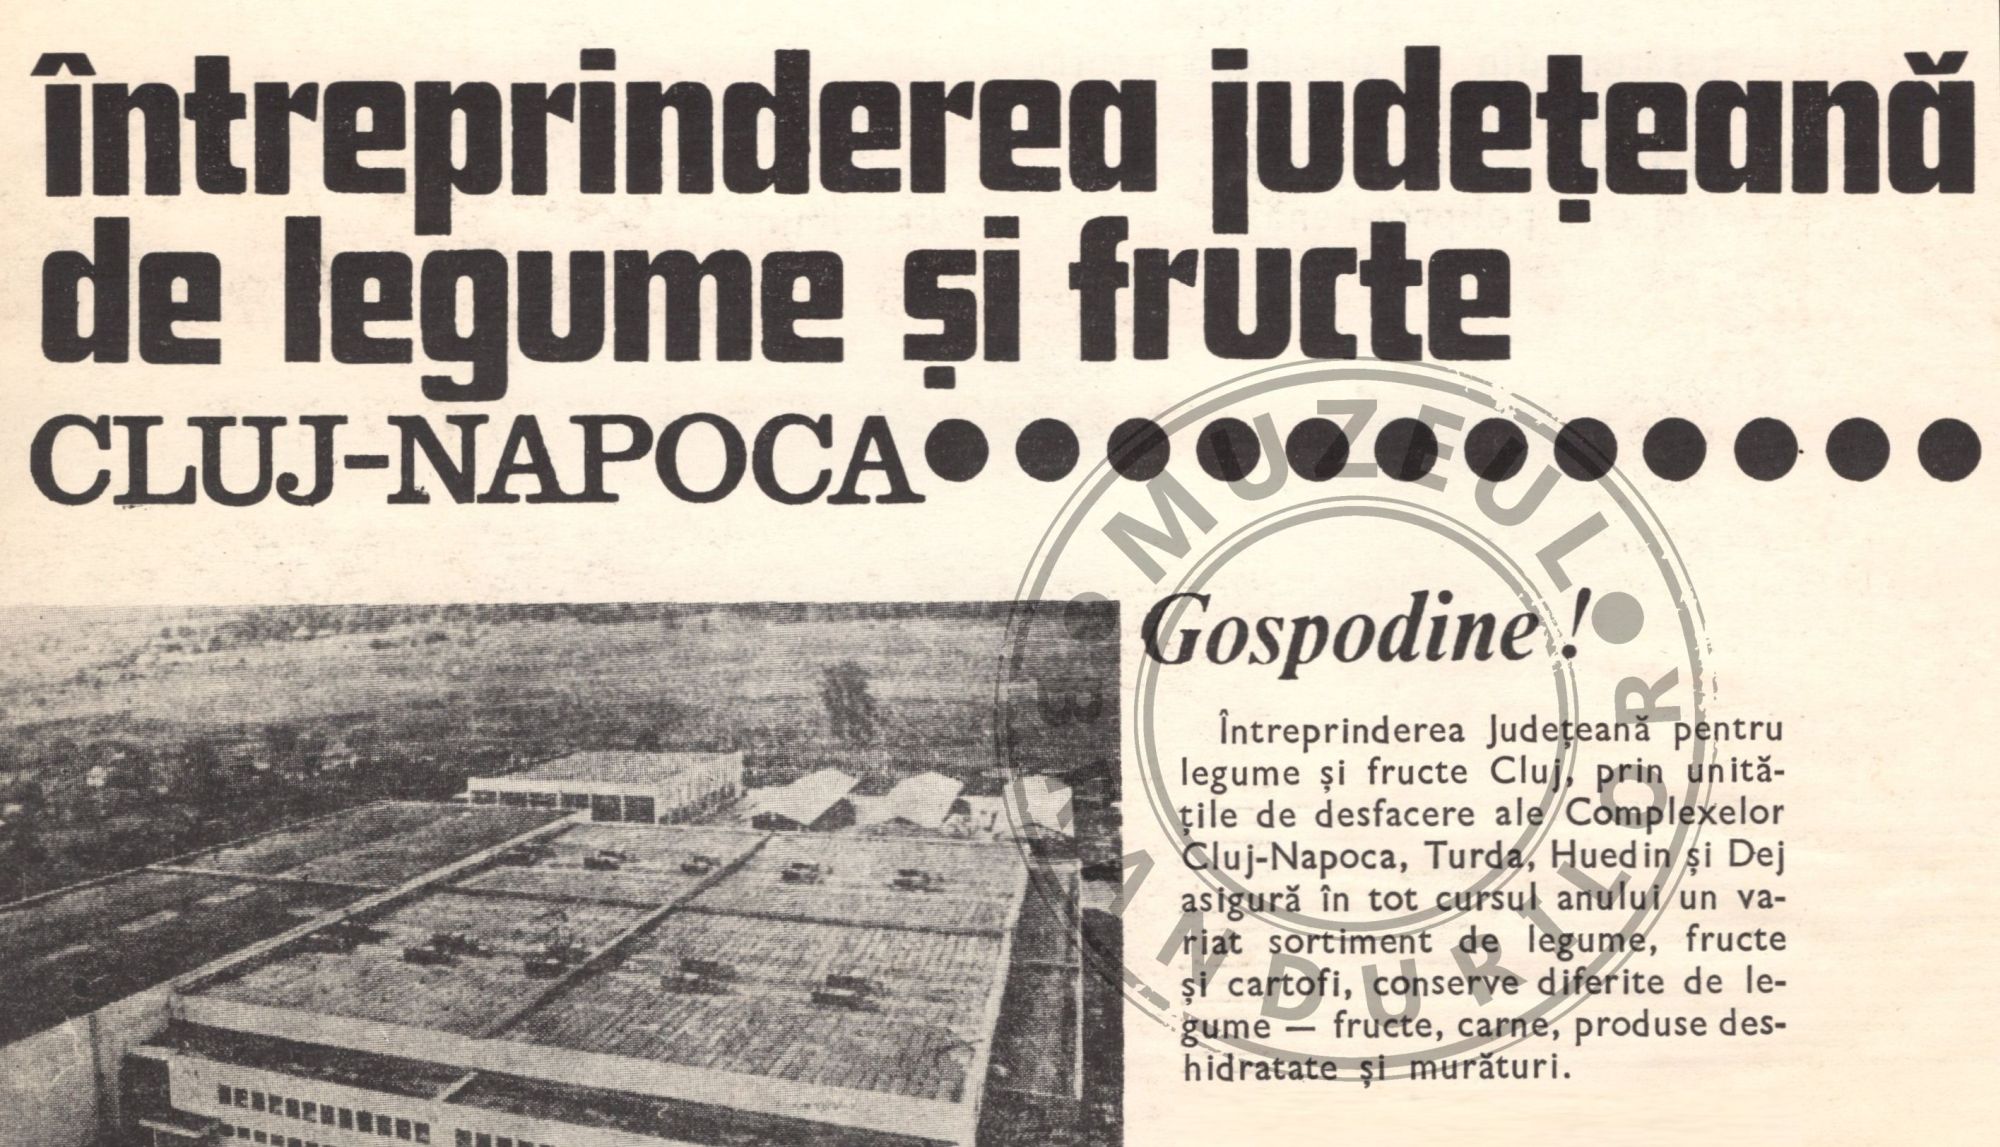 întreprinderea județeană
de legume și fructe
CLUJ-NAPOCA
Gospodine!
Întreprinderea Județeană pentru
legume și fructe Cluj, prin unită-
țile de desfacere ale Complexelor
Cluj-Napoca, Turda, Huedin și Dej
asigură în tot cursul anului un va-
riat sortiment de legume, fructe
și cartofi, conserve diferite de le-
gume — fructe, carne, produse des-
hidratate și murături.
MUZEUL
BRANDURILOR